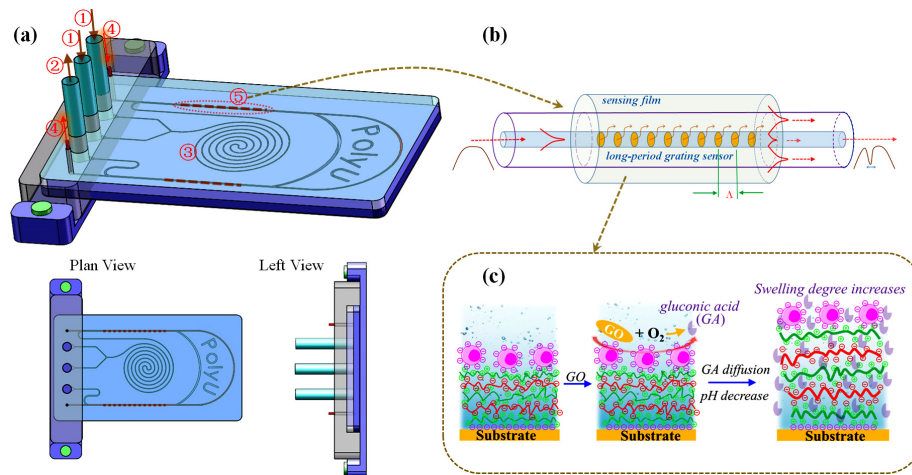 (a)
①
①
②
④
④
⑤
③
PolyU
(b)
sensing film
long-period grating sensor
Λ
Plan View
Left View
PolyU
(c)
gluconic acid
(GA)
Swelling degree increases
GO
+ O₂
GO
GA diffusion
pH decrease
Substrate
Substrate
Substrate